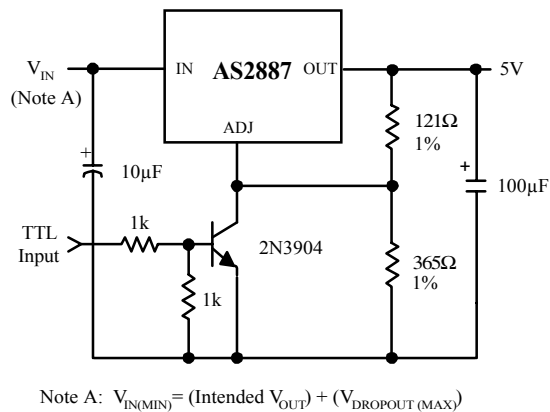 V_IN
(Note A)
IN
AS2887
OUT
5V
ADJ
121Ω
1%
+
10µF
+
100µF
TTL
Input
1k
2N3904
1k
365Ω
1%
Note A: V_IN(MIN)= (Intended V_OUT) + (V_DROPOUT (MAX))